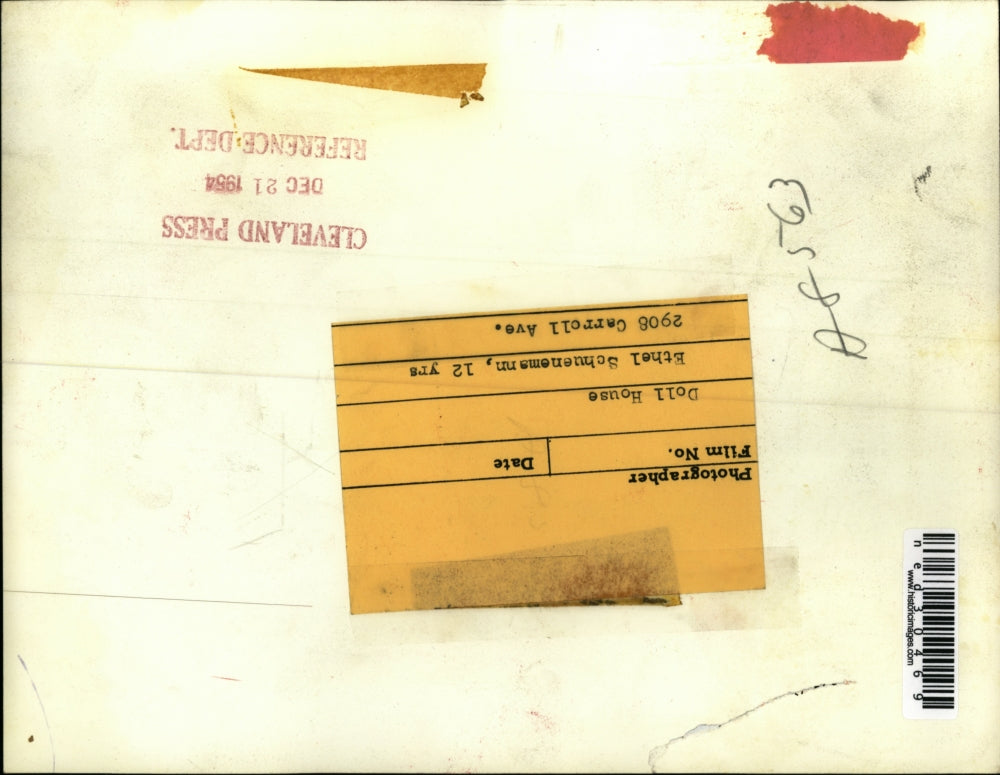 CLEVELAND PRESS
DEC 21 1954
REFERENCE DEPT.
Photographer
Film No.
Date
Doll House
Ethel Schuenemann, 12 yrs
2908 Carroll Ave.
ned30469
www.historicimages.com